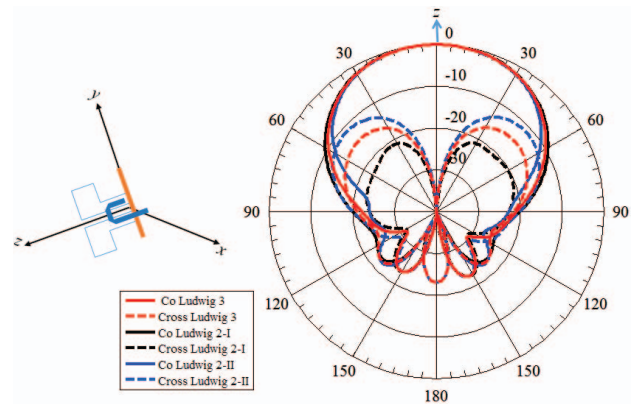 z
0
30
30
-10
60
-20
60
90
90
120
120
150
150
180
y
z
x
Co Ludwig 3
Cross Ludwig 3
Co Ludwig 2-I
Cross Ludwig 2-I
Co Ludwig 2-II
Cross Ludwig 2-II